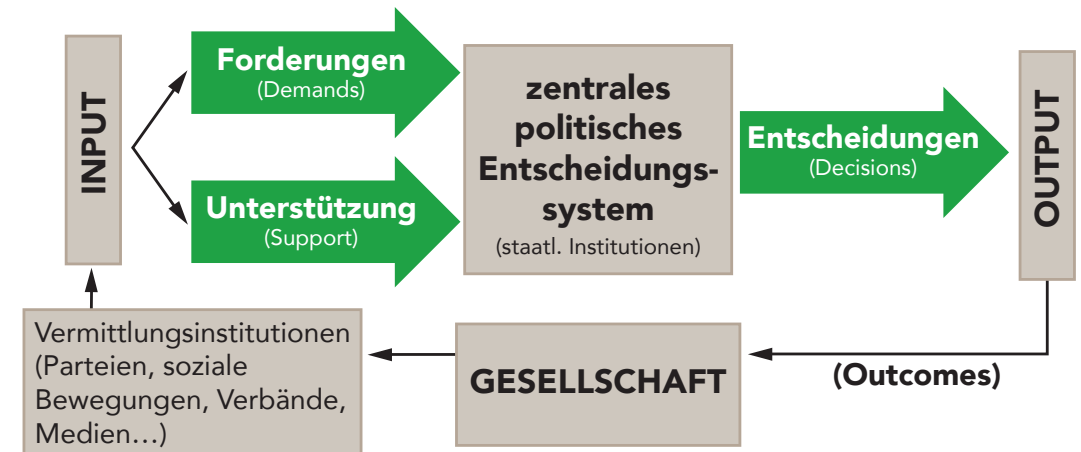 INPUT
Forderungen
(Demands)
Unterstützung
(Support)
zentrales
politisches
Entscheidungs-
system
(staatl. Institutionen)
Entscheidungen
(Decisions)
OUTPUT
Vermittlungsinstitutionen
(Parteien, soziale
Bewegungen, Verbände,
Medien…)
GESELLSCHAFT
(Outcomes)